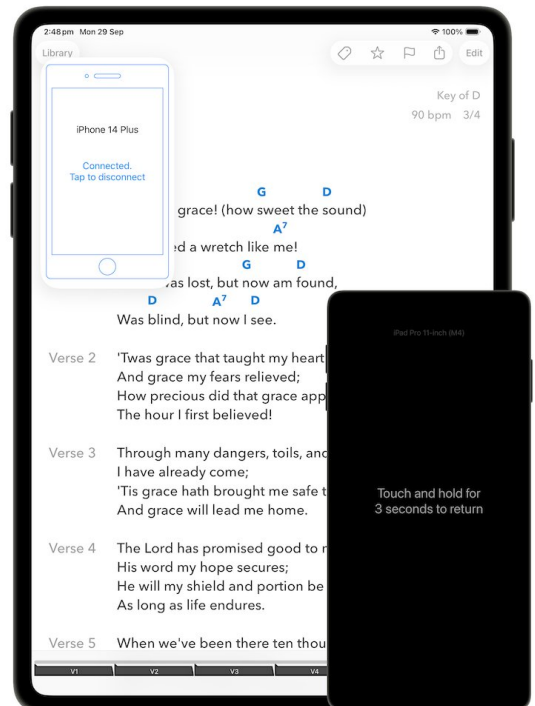 2:48 pm Mon 29 Sep
100%
Library
Edit
iPhone 14 Plus
Connected.
Tap to disconnect
Key of D
90 bpm 3/4
G D
grace! (how sweet the sound)
A7
ed a wretch like me!
G D
as lost, but now am found,
D A7 D
Was blind, but now I see.
Verse 2 'Twas grace that taught my heart
And grace my fears relieved;
How precious did that grace app
The hour I first believed!
Verse 3 Through many dangers, toils, and
I have already come;
'Tis grace hath brought me safe t
And grace will lead me home.
Verse 4 The Lord has promised good to
His word my hope secures;
He will my shield and portion be
As long as life endures.
Verse 5 When we've been there ten thou
V1 V2 V3 V4
iPad Pro 11-inch (M4)
Touch and hold for
3 seconds to return